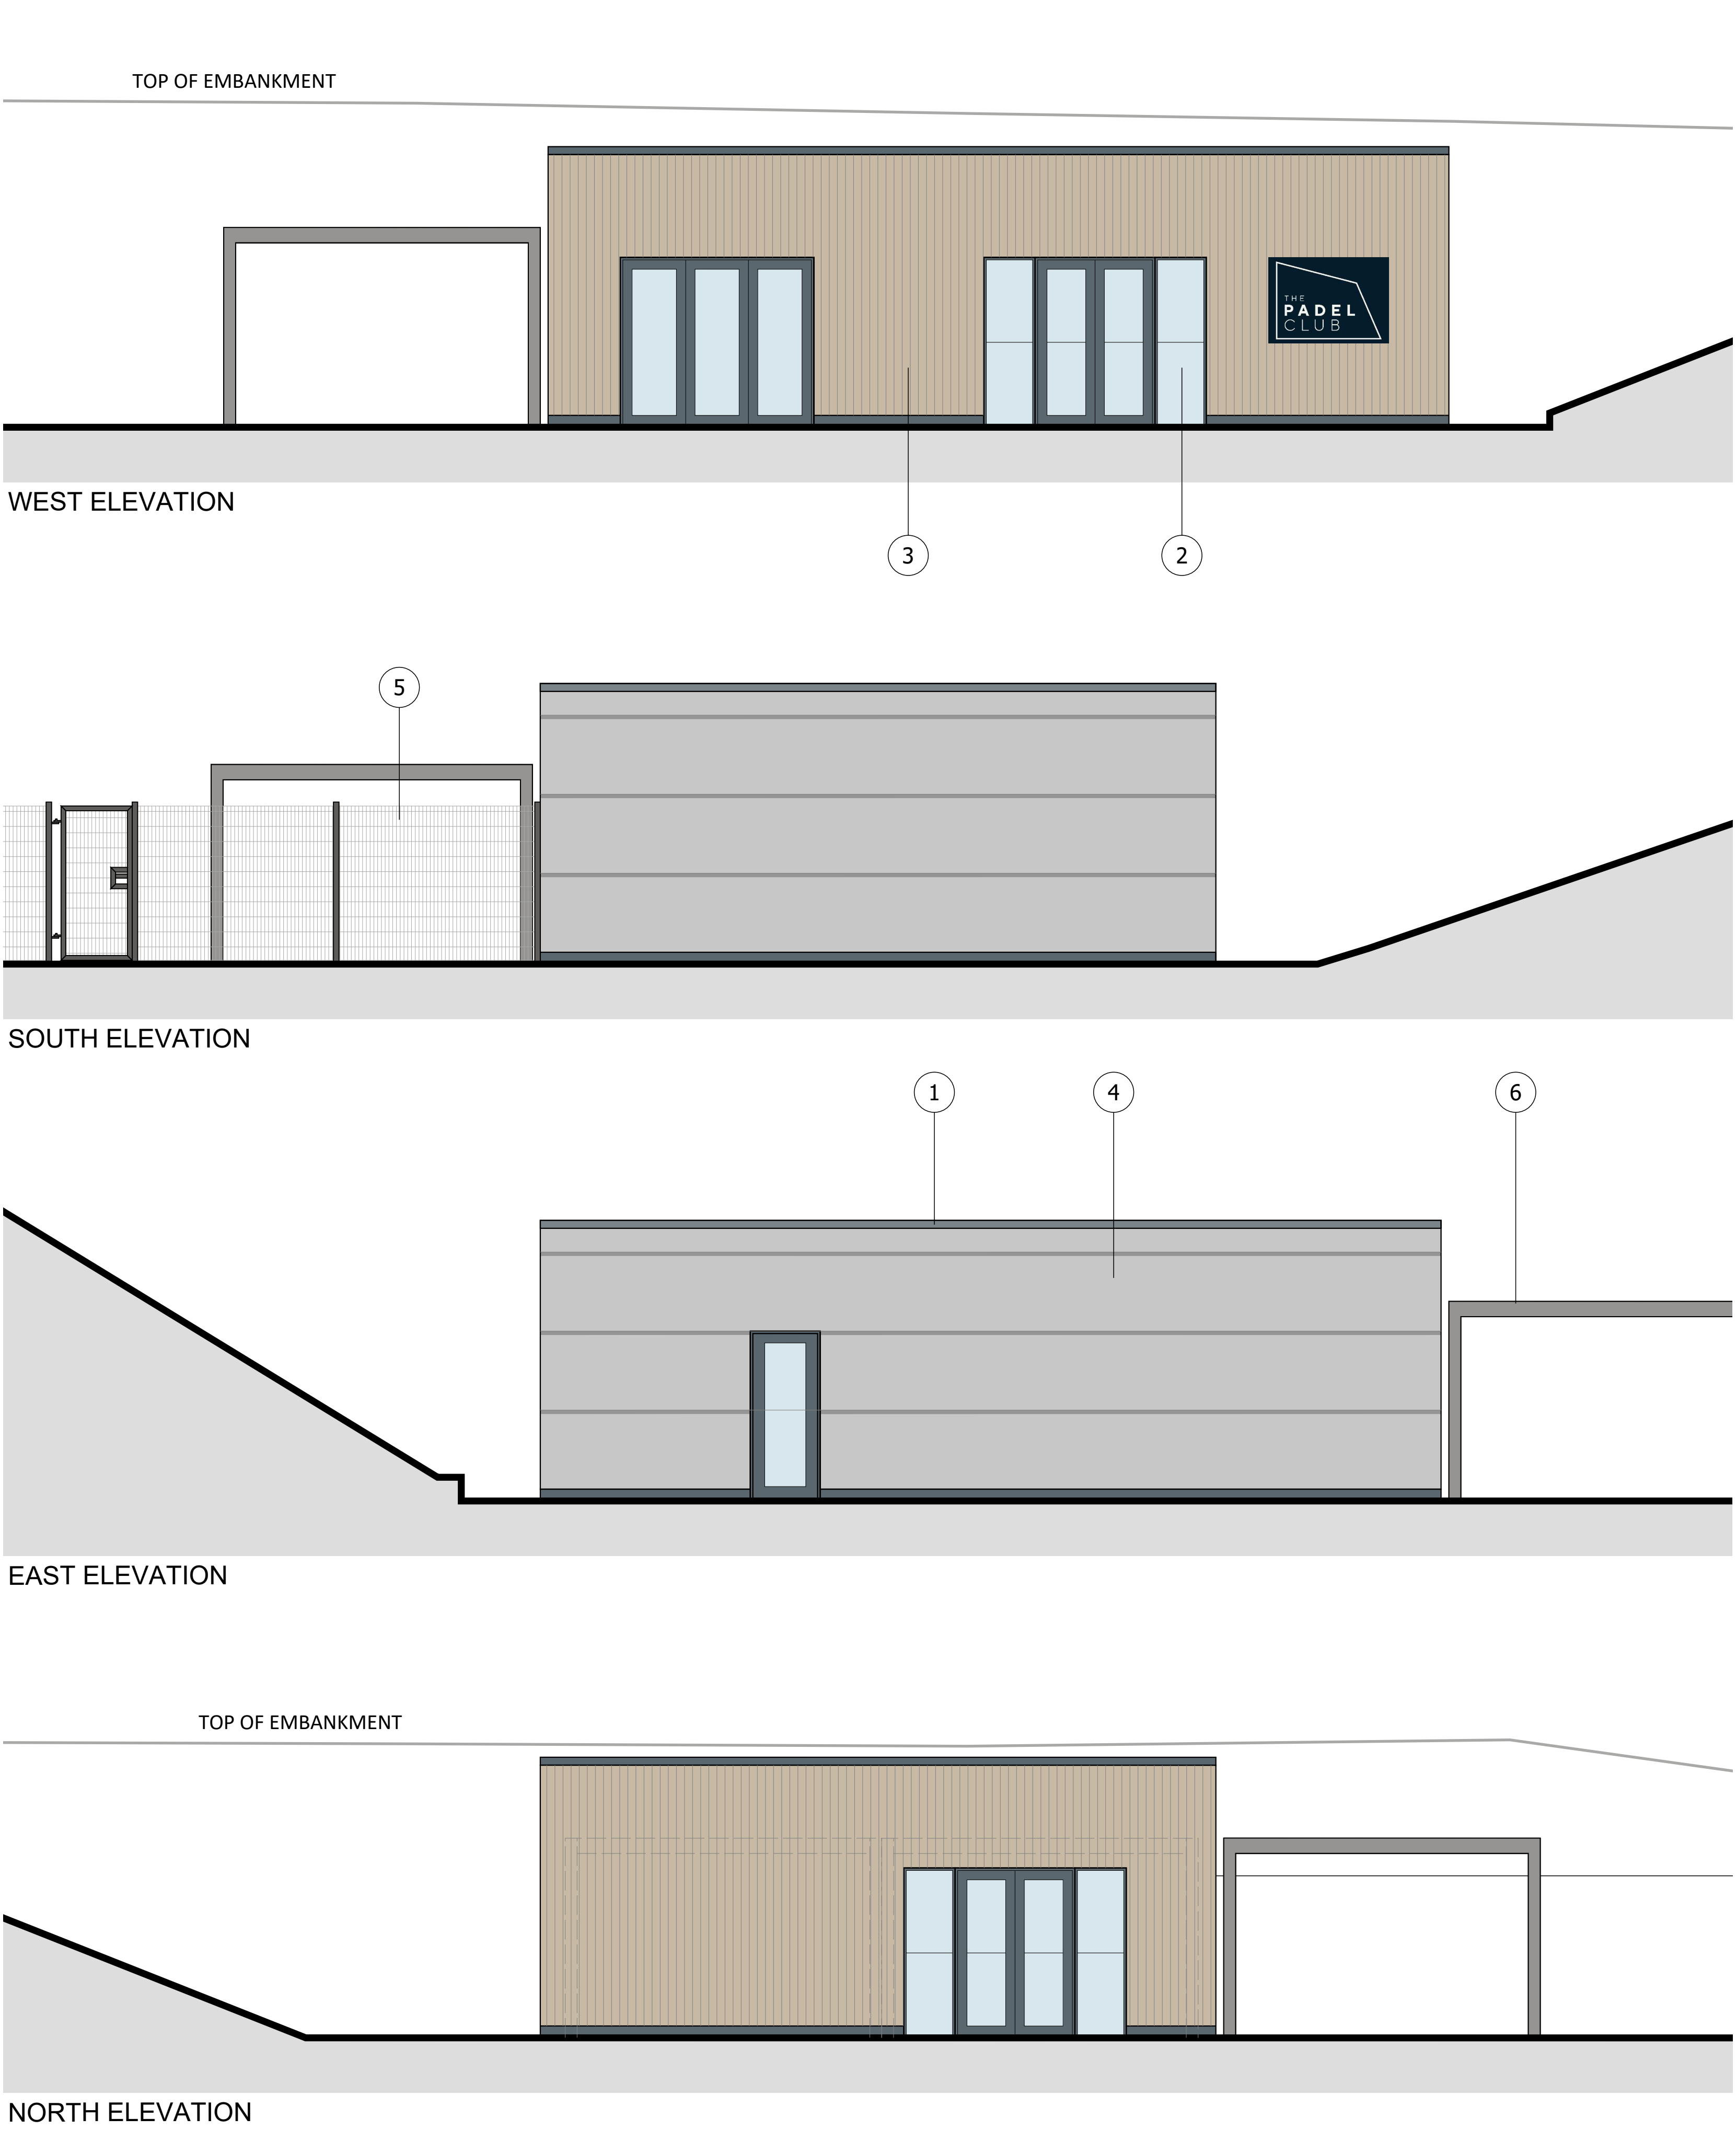 TOP OF EMBANKMENT
THE
PADEL
CLUB
WEST ELEVATION
3
2
5
SOUTH ELEVATION
1
4
6
EAST ELEVATION
TOP OF EMBANKMENT
NORTH ELEVATION